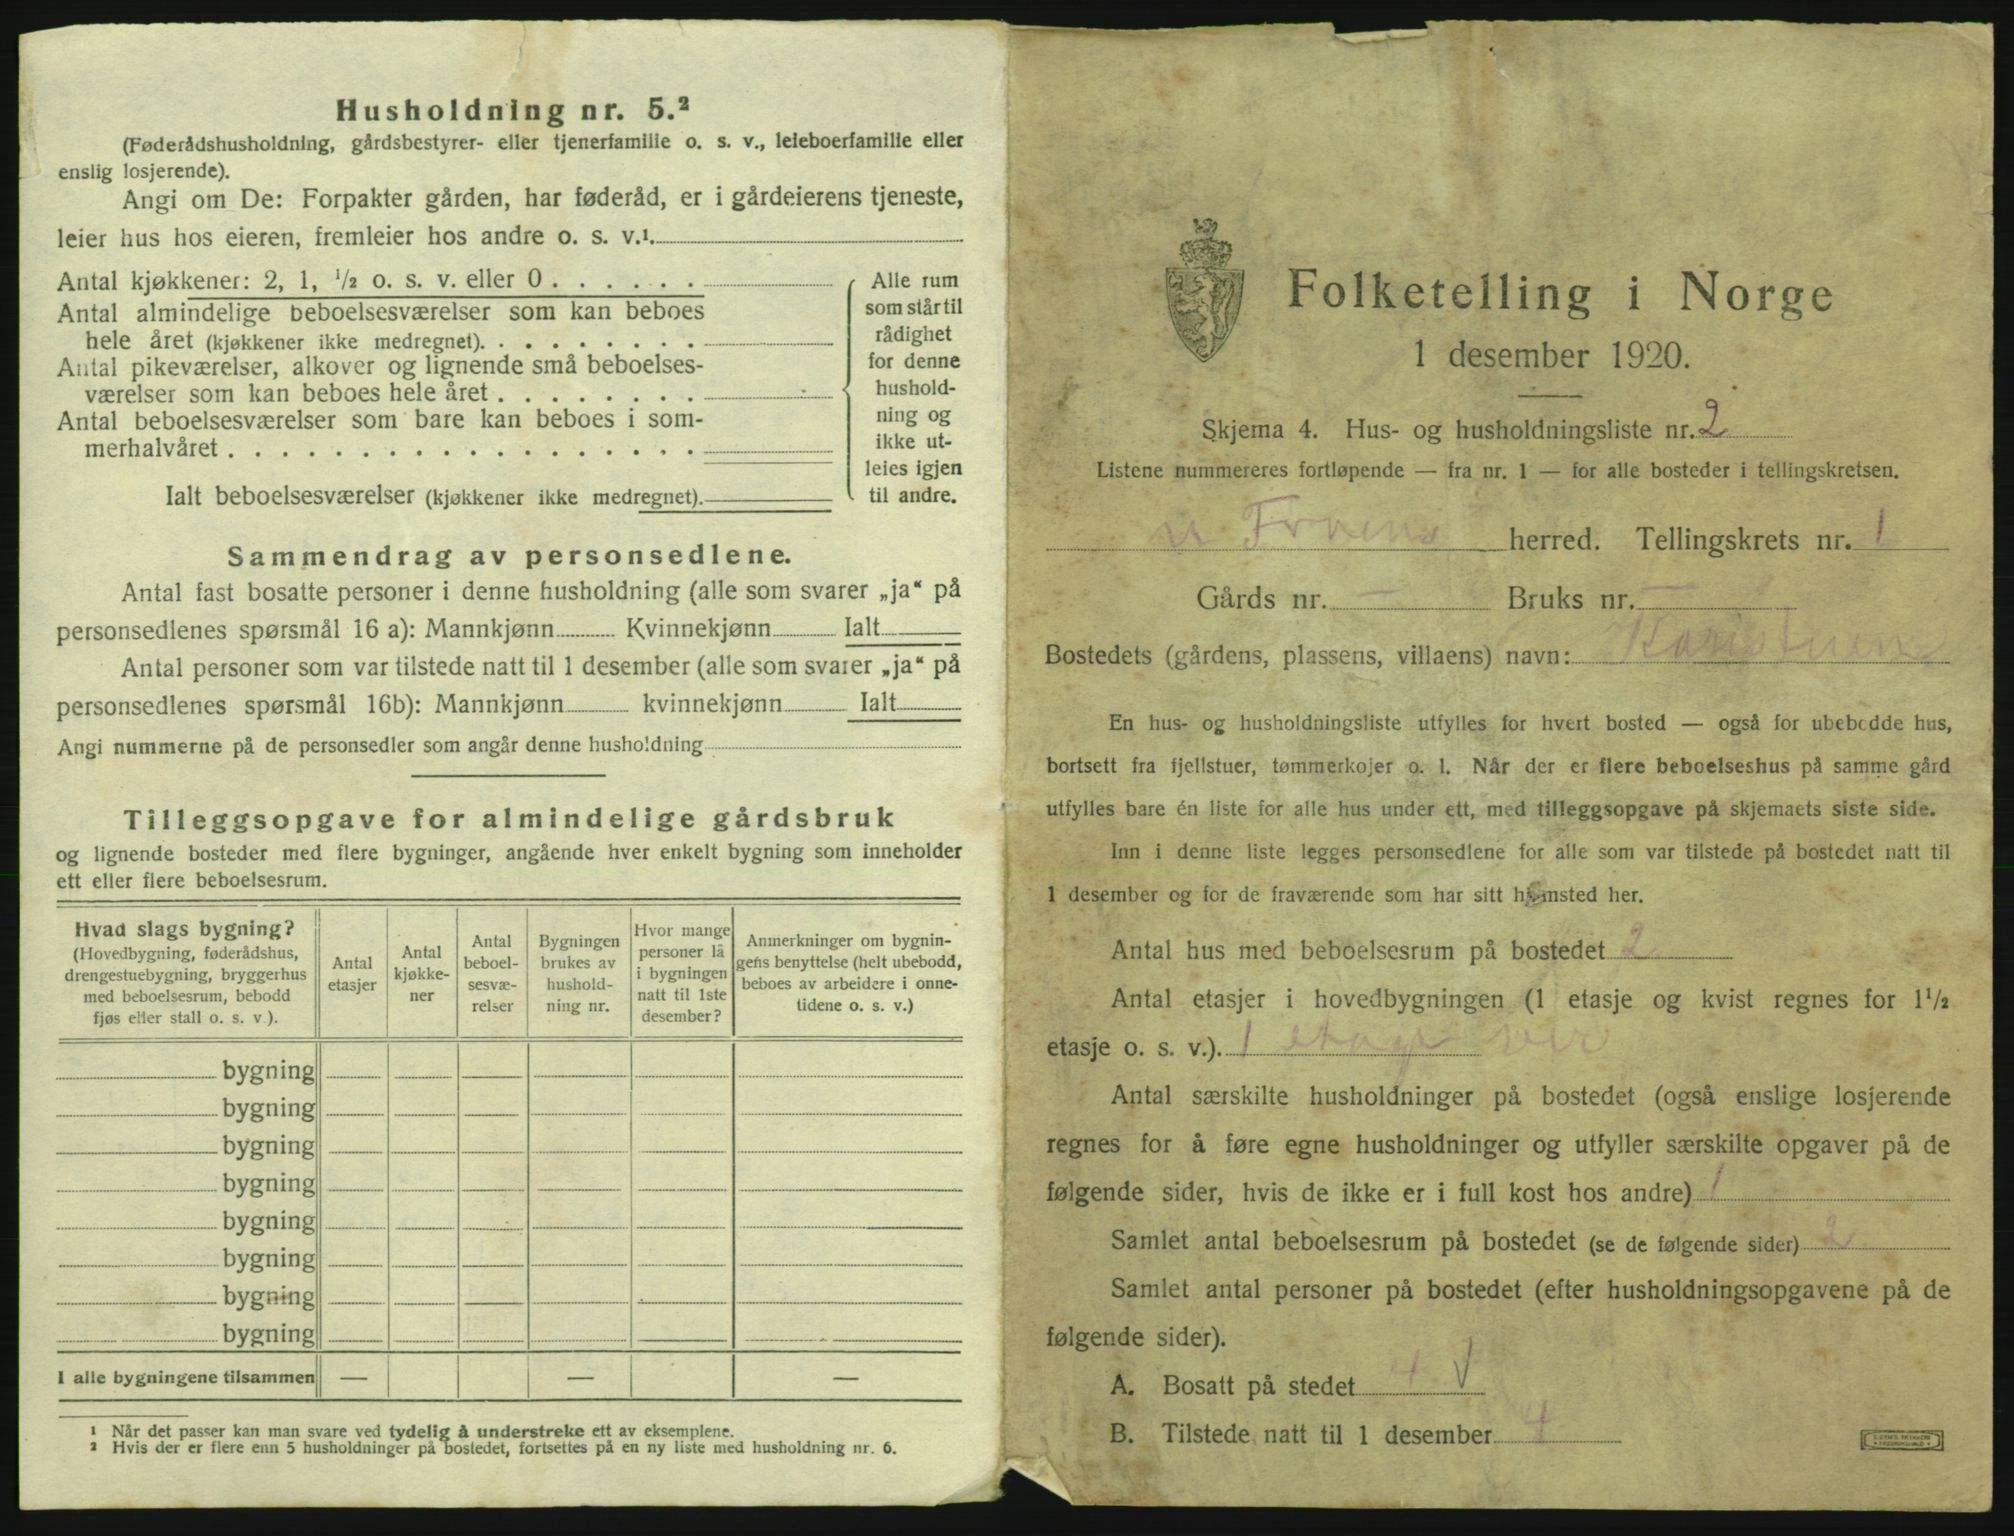 Husholdning nr. 5.²
(Føderådshusholdning, gårdsbestyrer- eller tjenerfamilie o. s. v., leieboerfamilie eller
enslig losjerende).
Angi om De: Forpakter gården, har føderåd, er i gårdeierens tjeneste,
leier hus hos eieren, fremleier hos andre o. s. v.¹.
Antal kjøkkener: 2, 1, ¹/₂ o. s. v. eller 0 . . . . . .
Antal almindelige beboelsesværelser som kan beboes
hele året (kjøkkener ikke medregnet). . . . . . . . .
Antal pikeværelser, alkover og lignende små beboelses-
værelser som kan beboes hele året . . . . . . . .
Antal beboelsesværelser som bare kan beboes i som-
merhalvåret . . . . . . . . . . . . . . . . . .
Ialt beboelsesværelser (kjøkkener ikke medregnet).
Alle rum
som står til
rådighet
for denne
hushold-
ning og
ikke ut-
leies igjen
til andre.
Sammendrag av personsedlene.
Antal fast bosatte personer i denne husholdning (alle som svarer „ja“ på
personsedlenes spørsmål 16 a): Mannkjønn Kvinnekjønn Ialt
Antal personer som var tilstede natt til 1 desember (alle som svarer „ja“ på
personsedlenes spørsmål 16b): Mannkjønn kvinnekjønn Ialt
Angi nummerne på de personsedler som angår denne husholdning
Tilleggsopgave for almindelige gårdsbruk
og lignende bosteder med flere bygninger, angående hver enkelt bygning som inneholder
ett eller flere beboelsesrum.
Hvad slags bygning?
(Hovedbygning, føderådshus,
drengestuebygning, bryggerhus
med beboelsesrum, bebodd
fjøs eller stall o. s. v.).
Antal
etasjer
Antal
kjøkke-
ner
Antal
beboel-
sesvæ-
relser
Bygningen
brukes av
hushold-
ning nr.
Hvor mange
personer lå
i bygningen
natt til 1ste
desember?
Anmerkninger om bygnin-
gens benyttelse (helt ubebodd,
beboes av arbeidere i onne-
tidene o. s. v.)
bygning
bygning
bygning
bygning
bygning
bygning
bygning
bygning
I alle bygningene tilsammen — — —
¹ Når det passer kan man svare ved tydelig å understreke ett av eksemplene.
² Hvis der er flere enn 5 husholdninger på bostedet, fortsettes på en ny liste med husholdning nr. 6.
Folketelling i Norge
1 desember 1920.
Skjema 4. Hus- og husholdningsliste nr. 2
Listene nummereres fortløpende — fra nr. 1 — for alle bosteder i tellingskretsen.
herred. Tellingskrets nr. 1
Gårds nr. — Bruks nr. —
Bostedets (gårdens, plassens, villaens) navn: Karistuen
En hus- og husholdningsliste utfylles for hvert bosted — også for ubebodde hus,
bortsett fra fjellstuer, tømmerkojer o. l. Når der er flere beboelseshus på samme gård
utfylles bare én liste for alle hus under ett, med tilleggsopgave på skjemaets siste side.
Inn i denne liste legges personsedlene for alle som var tilstede på bostedet natt til
1 desember og for de fraværende som har sitt hjemsted her.
Antal hus med beboelsesrum på bostedet 2
Antal etasjer i hovedbygningen (1 etasje og kvist regnes for 1¹/₂
etasje o. s. v.). 1
Antal særskilte husholdninger på bostedet (også enslige losjerende
regnes for å føre egne husholdninger og utfyller særskilte opgaver på de
følgende sider, hvis de ikke er i full kost hos andre) 1
Samlet antal beboelsesrum på bostedet (se de følgende sider) 2
Samlet antal personer på bostedet (efter husholdningsopgavene på de
følgende sider).
A. Bosatt på stedet 4 √
B. Tilstede natt til 1 desember 4